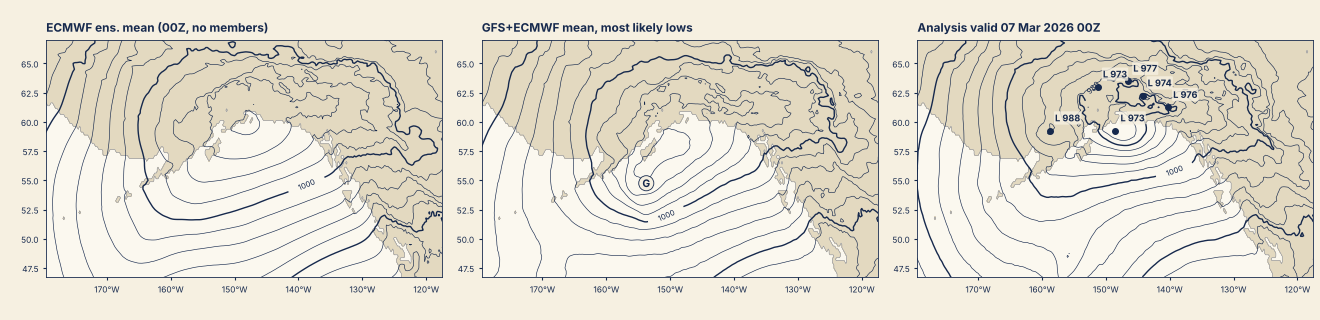 ECMWF ens. mean (00Z, no members)
GFS+ECMWF mean, most likely lows
Analysis valid 07 Mar 2026 00Z
65.0
62.5
60.0
57.5
55.0
52.5
50.0
47.5
1000
170°W
160°W
150°W
140°W
130°W
120°W
65.0
62.5
60.0
57.5
55.0
52.5
50.0
47.5
G
1000
170°W
160°W
150°W
140°W
130°W
120°W
65.0
62.5
60.0
57.5
55.0
52.5
50.0
47.5
L 977
L 973
L 974
L 976
L 988
L 973
1000
170°W
160°W
150°W
140°W
130°W
120°W